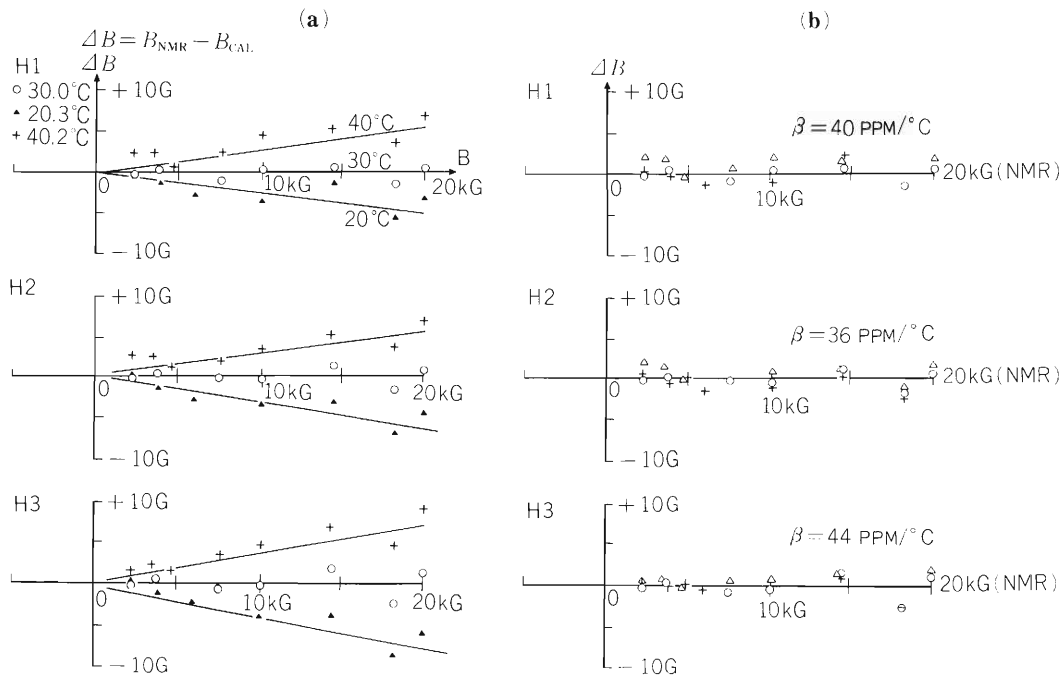 (a)
ΔB = B_NMR − B_CAL
ΔB
H1
○ 30.0°C
▲ 20.3°C
+ 40.2°C
+10G
40°C
30°C
B
0
10kG
20kG
20°C
−10G
H2
+10G
0
10kG
20kG
−10G
H3
+10G
0
10kG
20kG
−10G
(b)
ΔB
H1
+10G
β = 40 PPM/°C
0
10kG
20kG (NMR)
−10G
H2
+10G
β = 36 PPM/°C
0
10kG
20kG (NMR)
−10G
H3
+10G
β = 44 PPM/°C
0
10kG
20kG (NMR)
−10G